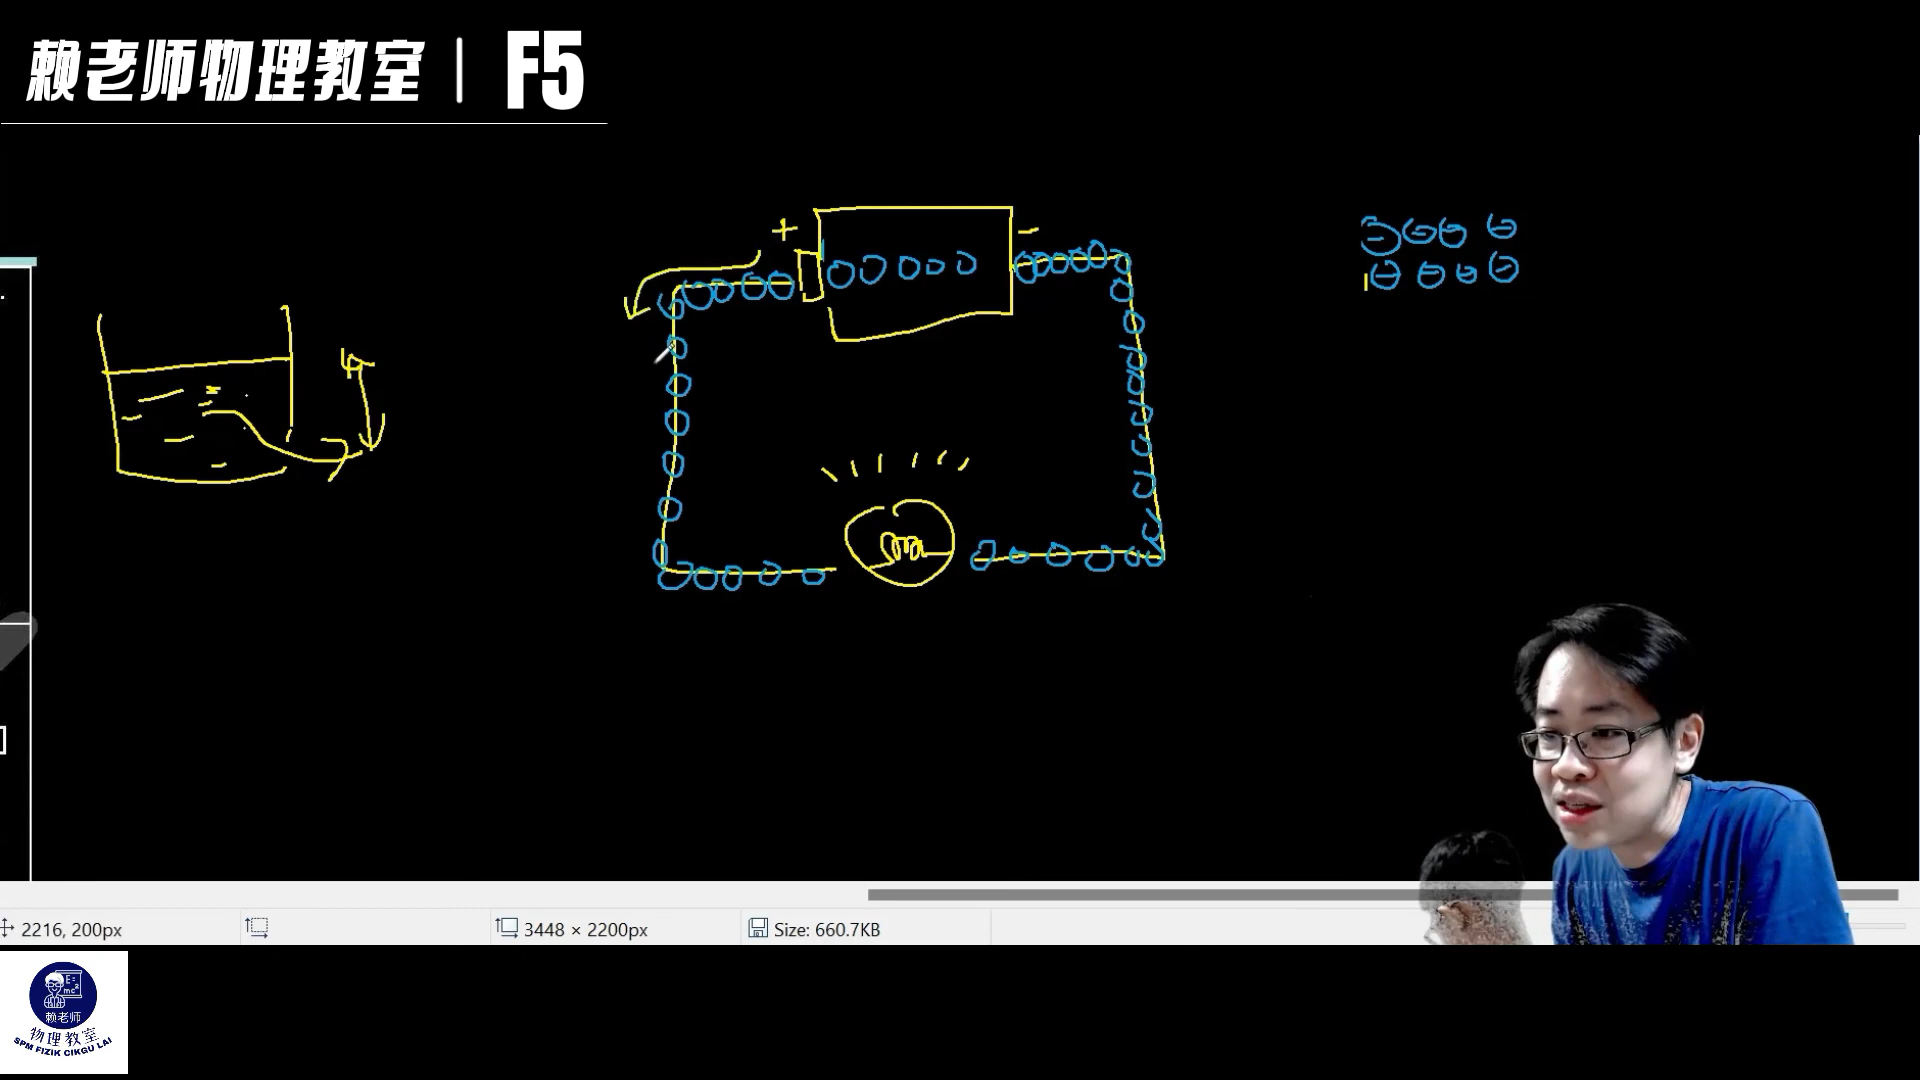 赖老师物理教室 | F5
+ -
2216, 200px
3448 × 2200px
Size: 660.7KB
E=
mc²
赖老师
物理教室
SPM FIZIK CIKGU LAI